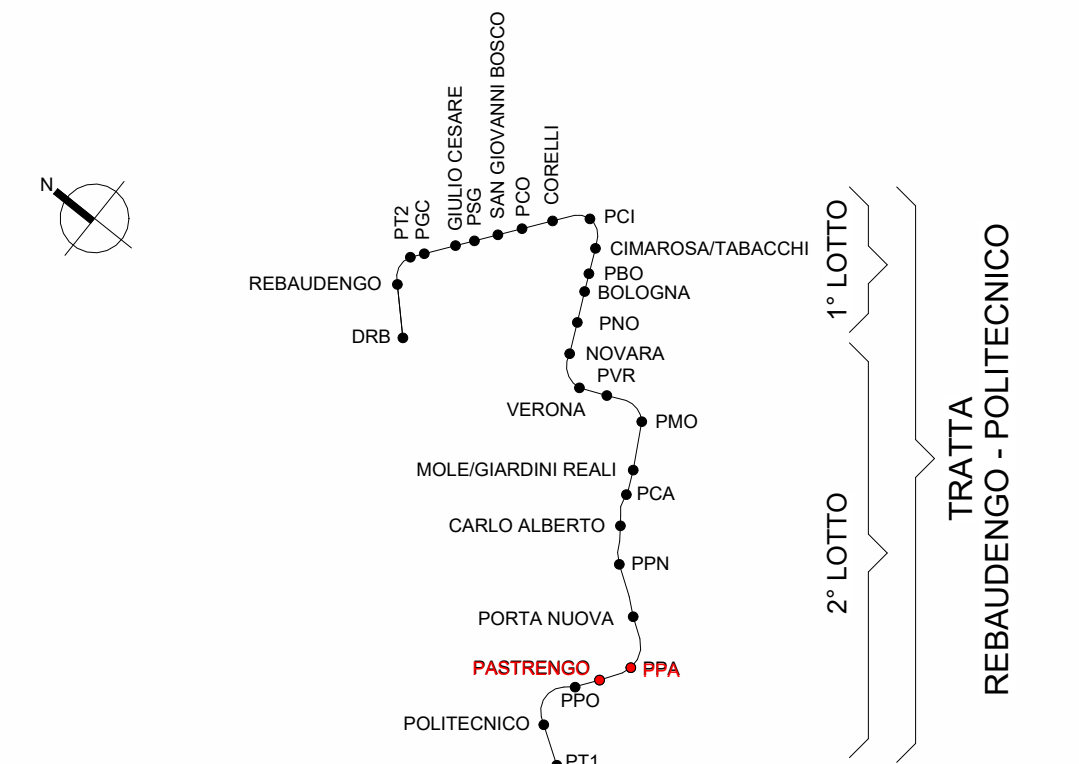 N
PT2
PGC
GIULIO CESARE
PSG
SAN GIOVANNI BOSCO
PCO
CORELLI
PCI
CIMAROSA/TABACCHI
REBAUDENGO
PBO
BOLOGNA
PNO
DRB
NOVARA
PVR
VERONA
PMO
MOLE/GIARDINI REALI
PCA
CARLO ALBERTO
PPN
PORTA NUOVA
PASTRENGO
PPA
PPO
POLITECNICO
PT1
1° LOTTO
2° LOTTO
TRATTA
REBAUDENGO - POLITECNICO